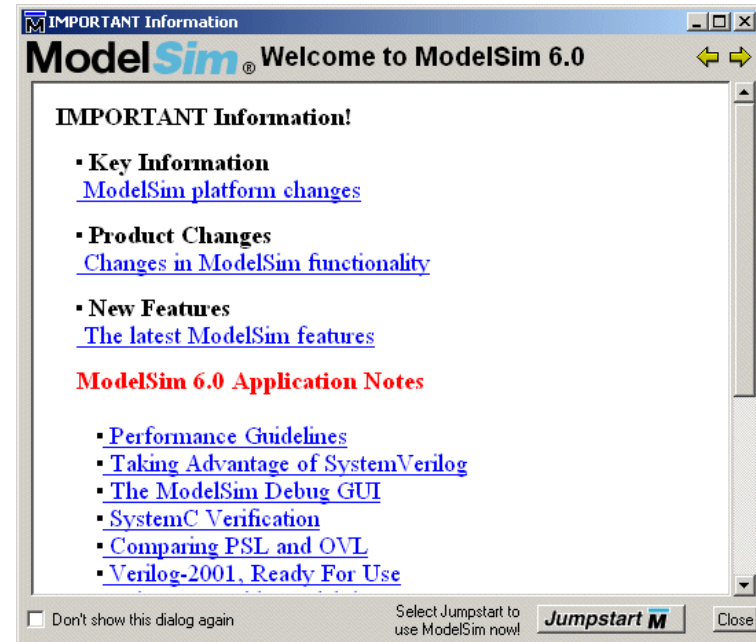 IMPORTANT Information
ModelSim ® Welcome to ModelSim 6.0
IMPORTANT Information!
▪ Key Information
ModelSim platform changes
▪ Product Changes
Changes in ModelSim functionality
▪ New Features
The latest ModelSim features
ModelSim 6.0 Application Notes
▪ Performance Guidelines
▪ Taking Advantage of SystemVerilog
▪ The ModelSim Debug GUI
▪ SystemC Verification
▪ Comparing PSL and OVL
▪ Verilog-2001, Ready For Use
Don't show this dialog again
Select Jumpstart to
use ModelSim now!
Jumpstart M
Close